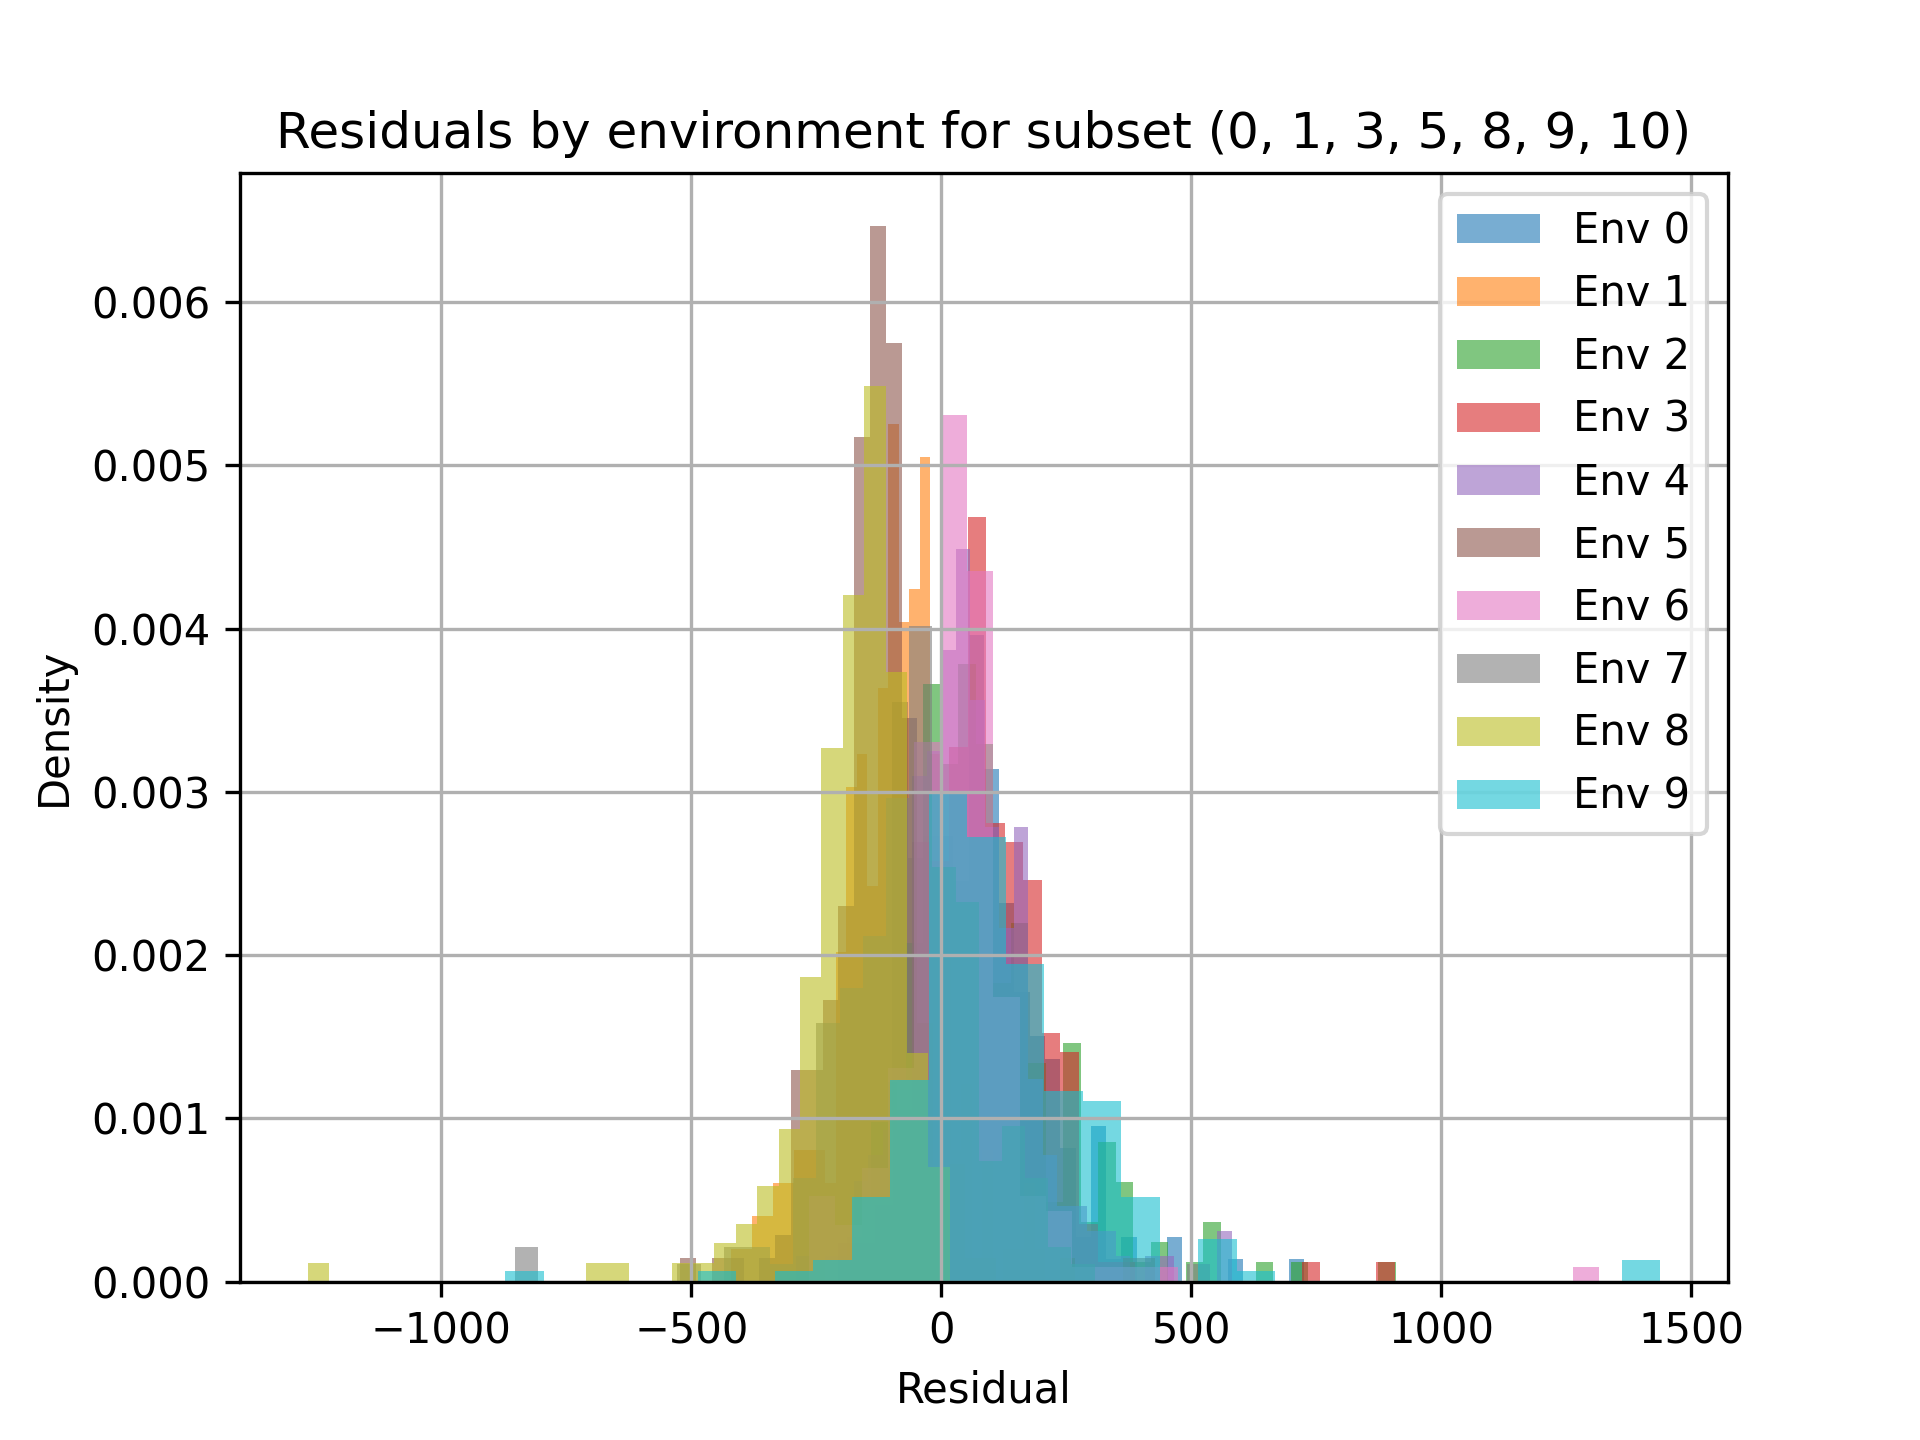 Residuals by environment for subset (0, 1, 3, 5, 8, 9, 10)
Env 0
Env 1
Env 2
Env 3
Env 4
Env 5
Env 6
Env 7
Env 8
Env 9
Density
0.006
0.005
0.004
0.003
0.002
0.001
0.000
−1000 −500 0 500 1000 1500
Residual